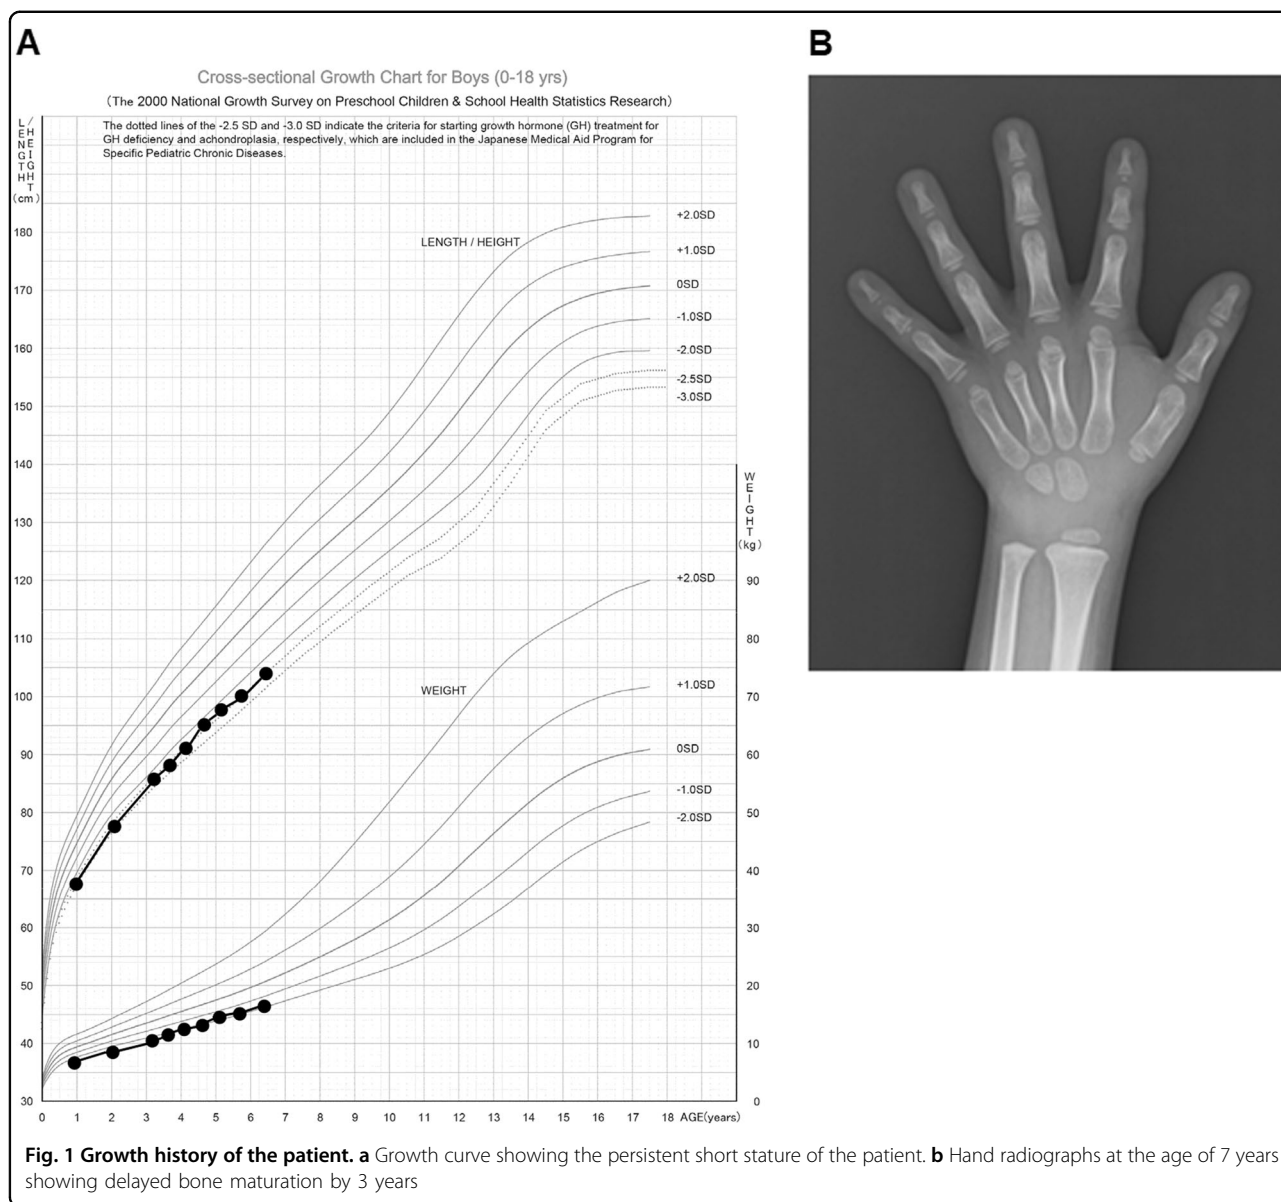 A
B
Cross-sectional Growth Chart for Boys (0-18 yrs)
(The 2000 National Growth Survey on Preschool Children & School Health Statistics Research)
The dotted lines of the -2.5 SD and -3.0 SD indicate the criteria for starting growth hormone (GH) treatment for
GH deficiency and achondroplasia, respectively, which are included in the Japanese Medical Aid Program for
Specific Pediatric Chronic Diseases.
LENGTH/HEIGHT
(cm)
180
170
160
150
140
130
120
110
100
90
80
70
60
50
40
30
LENGTH / HEIGHT
+2.0SD
+1.0SD
0SD
-1.0SD
-2.0SD
-2.5SD
-3.0SD
WEIGHT
(kg)
90
80
70
60
50
40
30
20
10
0
WEIGHT
+2.0SD
+1.0SD
0SD
-1.0SD
-2.0SD
0 1 2 3 4 5 6 7 8 9 10 11 12 13 14 15 16 17 18 AGE(years)
Fig. 1 Growth history of the patient. a Growth curve showing the persistent short stature of the patient. b Hand radiographs at the age of 7 years
showing delayed bone maturation by 3 years